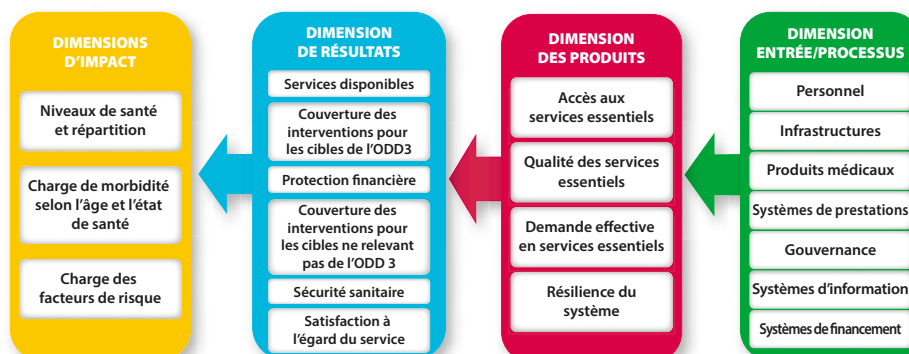 DIMENSIONS
D’IMPACT
Niveaux de santé
et répartition
Charge de morbidité
selon l’âge et l’état
de santé
Charge des
facteurs de risque
DIMENSION
DE RÉSULTATS
Services disponibles
Couverture des
interventions pour
les cibles de l’ODD3
Protection financière
Couverture des
interventions pour
les cibles ne relevant
pas de l’ODD 3
Sécurité sanitaire
Satisfaction à
l’égard du service
DIMENSION
DES PRODUITS
Accès aux
services essentiels
Qualité des services
essentiels
Demande effective
en services essentiels
Résilience du
système
DIMENSION
ENTRÉE/PROCESSUS
Personnel
Infrastructures
Produits médicaux
Systèmes de prestations
Gouvernance
Systèmes d’information
Systèmes de financement